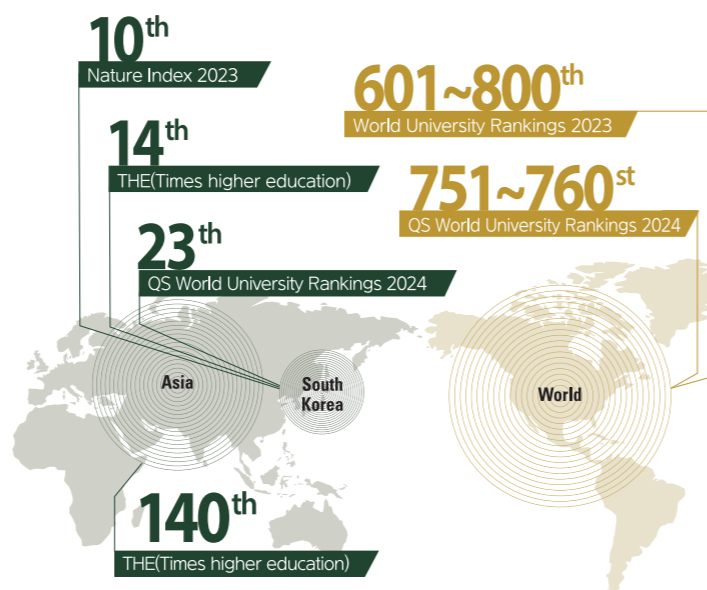 10th
Nature Index 2023
601~800th
World University Rankings 2023
14th
THE(Times higher education)
751~760st
QS World University Rankings 2024
23th
QS World University Rankings 2024
Asia
South
Korea
World
140th
THE(Times higher education)